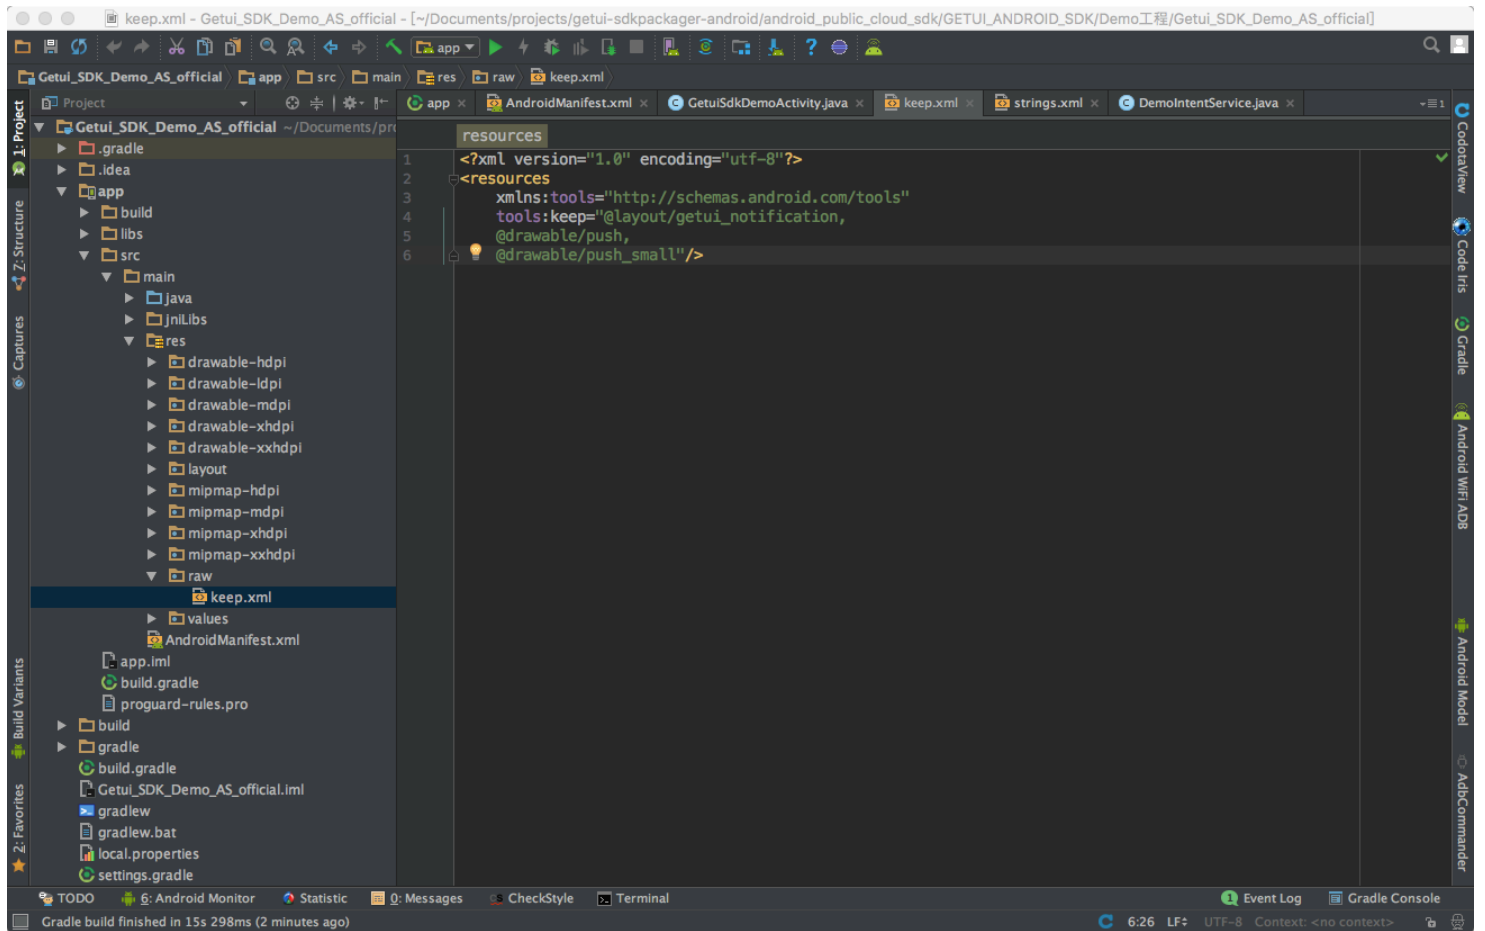 keep.xml - Getui_SDK_Demo_AS_official - [~/Documents/projects/getui-sdkpackager-android/android_public_cloud_sdk/GETUI_ANDROID_SDK/Demo工程/Getui_SDK_Demo_AS_official]
app
Getui_SDK_Demo_AS_official app src main res raw keep.xml
Project
app AndroidManifest.xml GetuiSdkDemoActivity.java keep.xml strings.xml DemoIntentService.java
1
Getui_SDK_Demo_AS_official ~/Documents/pro
.gradle
.idea
app
build
libs
src
main
java
jniLibs
res
drawable-hdpi
drawable-ldpi
drawable-mdpi
drawable-xhdpi
drawable-xxhdpi
layout
mipmap-hdpi
mipmap-mdpi
mipmap-xhdpi
mipmap-xxhdpi
raw
keep.xml
values
AndroidManifest.xml
app.iml
build.gradle
proguard-rules.pro
build
gradle
build.gradle
Getui_SDK_Demo_AS_official.iml
gradlew
gradlew.bat
local.properties
settings.gradle
resources
1 <?xml version="1.0" encoding="utf-8"?>
2 <resources
3 xmlns:tools="http://schemas.android.com/tools"
4 tools:keep="@layout/getui_notification,
5 @drawable/push,
6 @drawable/push_small"/>
1: Project
Z: Structure
Captures
Build Variants
2: Favorites
CodotaView
Code Iris
Gradle
Android WiFi ADB
Android Model
AdbCommander
TODO 6: Android Monitor Statistic 0: Messages CheckStyle Terminal 1 Event Log Gradle Console
Gradle build finished in 15s 298ms (2 minutes ago) 6:26 LF UTF-8 Context: <no context>